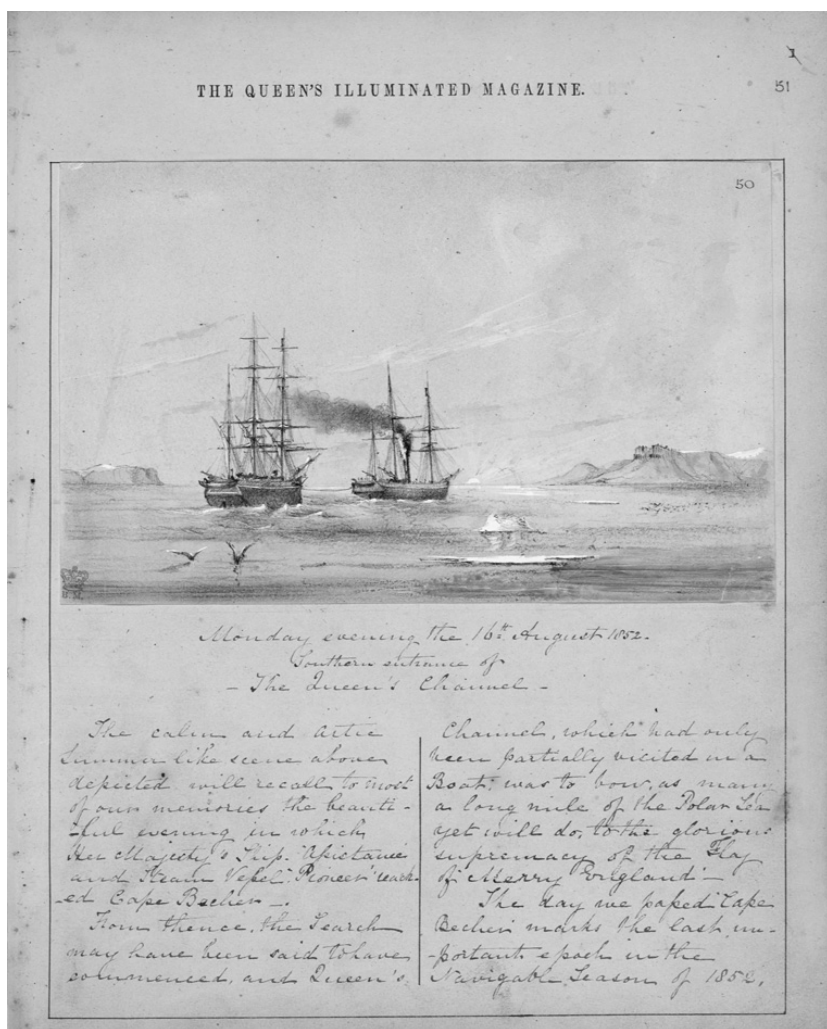 1
THE QUEEN'S ILLUMINATED MAGAZINE.
51
50
Monday evening the 16th August 1852.
Southern entrance of
- The Queen's Channel -
The calm and Artic
Summer like scene above
depicted will recall to most
of our memories the beauti-
-ful evening in which
Her Majesty's Ship "Assistance"
and Steam Vessel "Pioneer" reach-
-ed Cape Becher -.
From thence, the Search
may have been said to have
commenced, and Queen's
Channel, which had only
been partially visited in a
Boat, was to bow, as many
a long mile of the Polar Sea
yet will do, to the glorious
supremacy of the Flag
of "Merry England" -
The day we passed "Cape
Becher" marks the last im-
-portant epoch in the
Navigable Season of 1852,